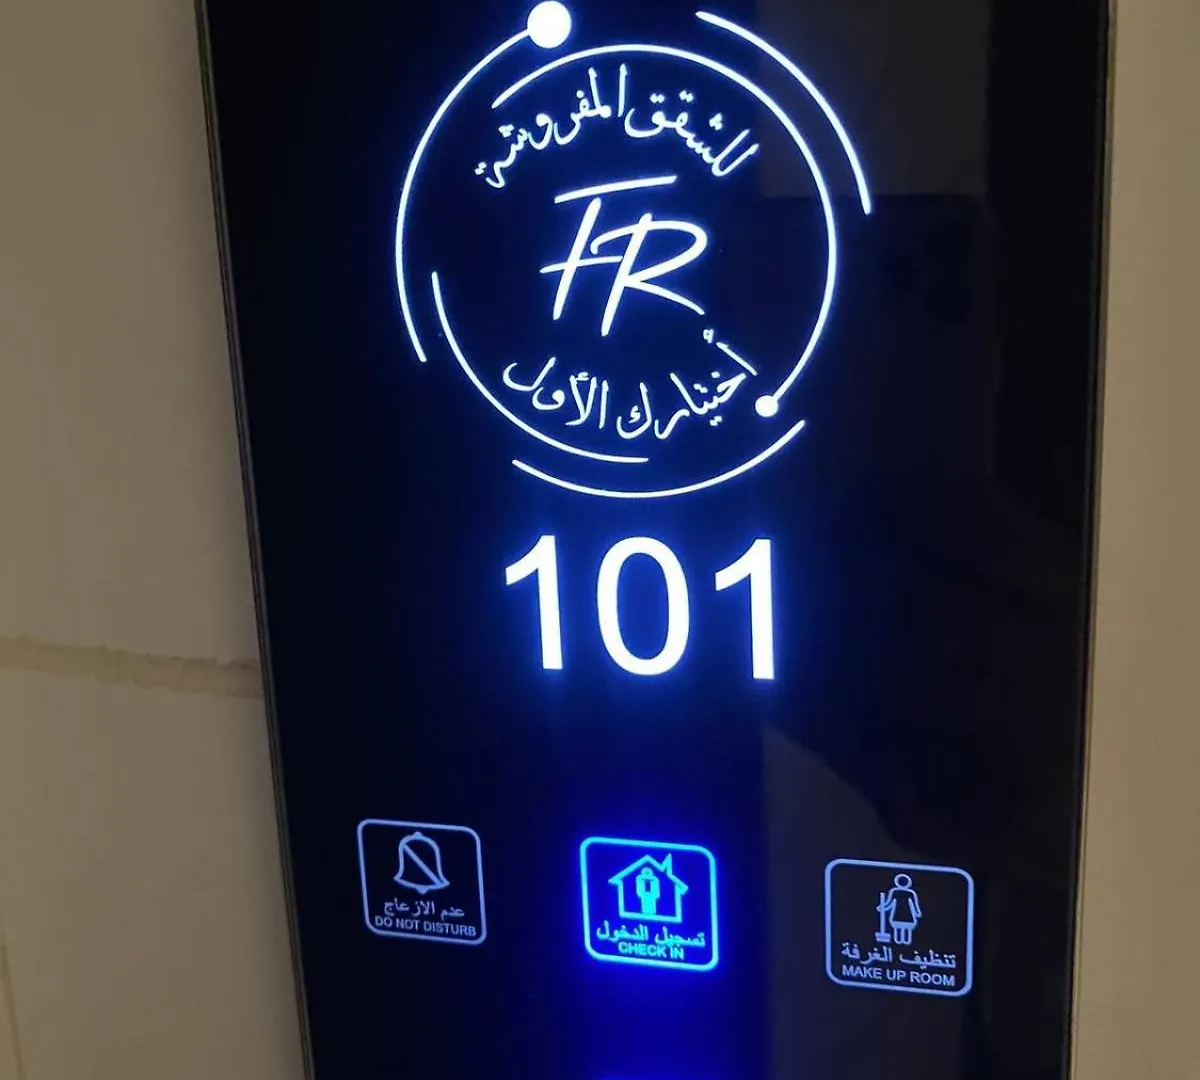 للشقق المفروشة
FR
أختيارك الأول
101
عدم الازعاج
DO NOT DISTURB
تسجيل الدخول
CHECK IN
تنظيف الغرفة
MAKE UP ROOM